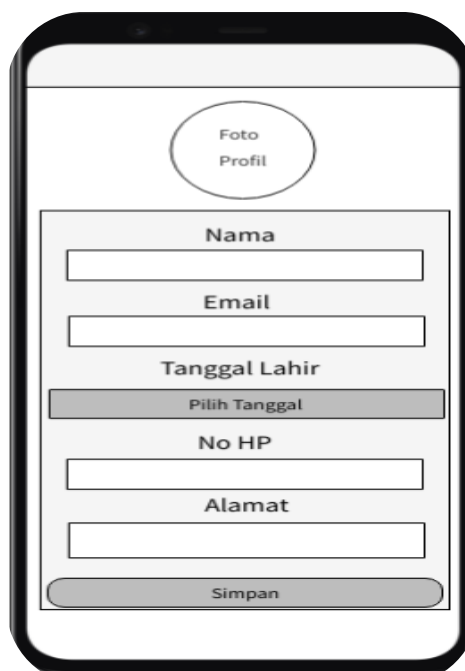 Foto
Profil
Nama
Email
Tanggal Lahir
Pilih Tanggal
No HP
Alamat
Simpan